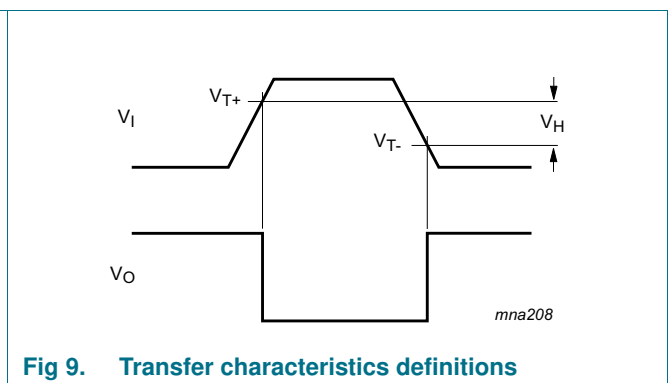 VT+
VI
VH
VT-
VO
mna208
Fig 9. Transfer characteristics definitions